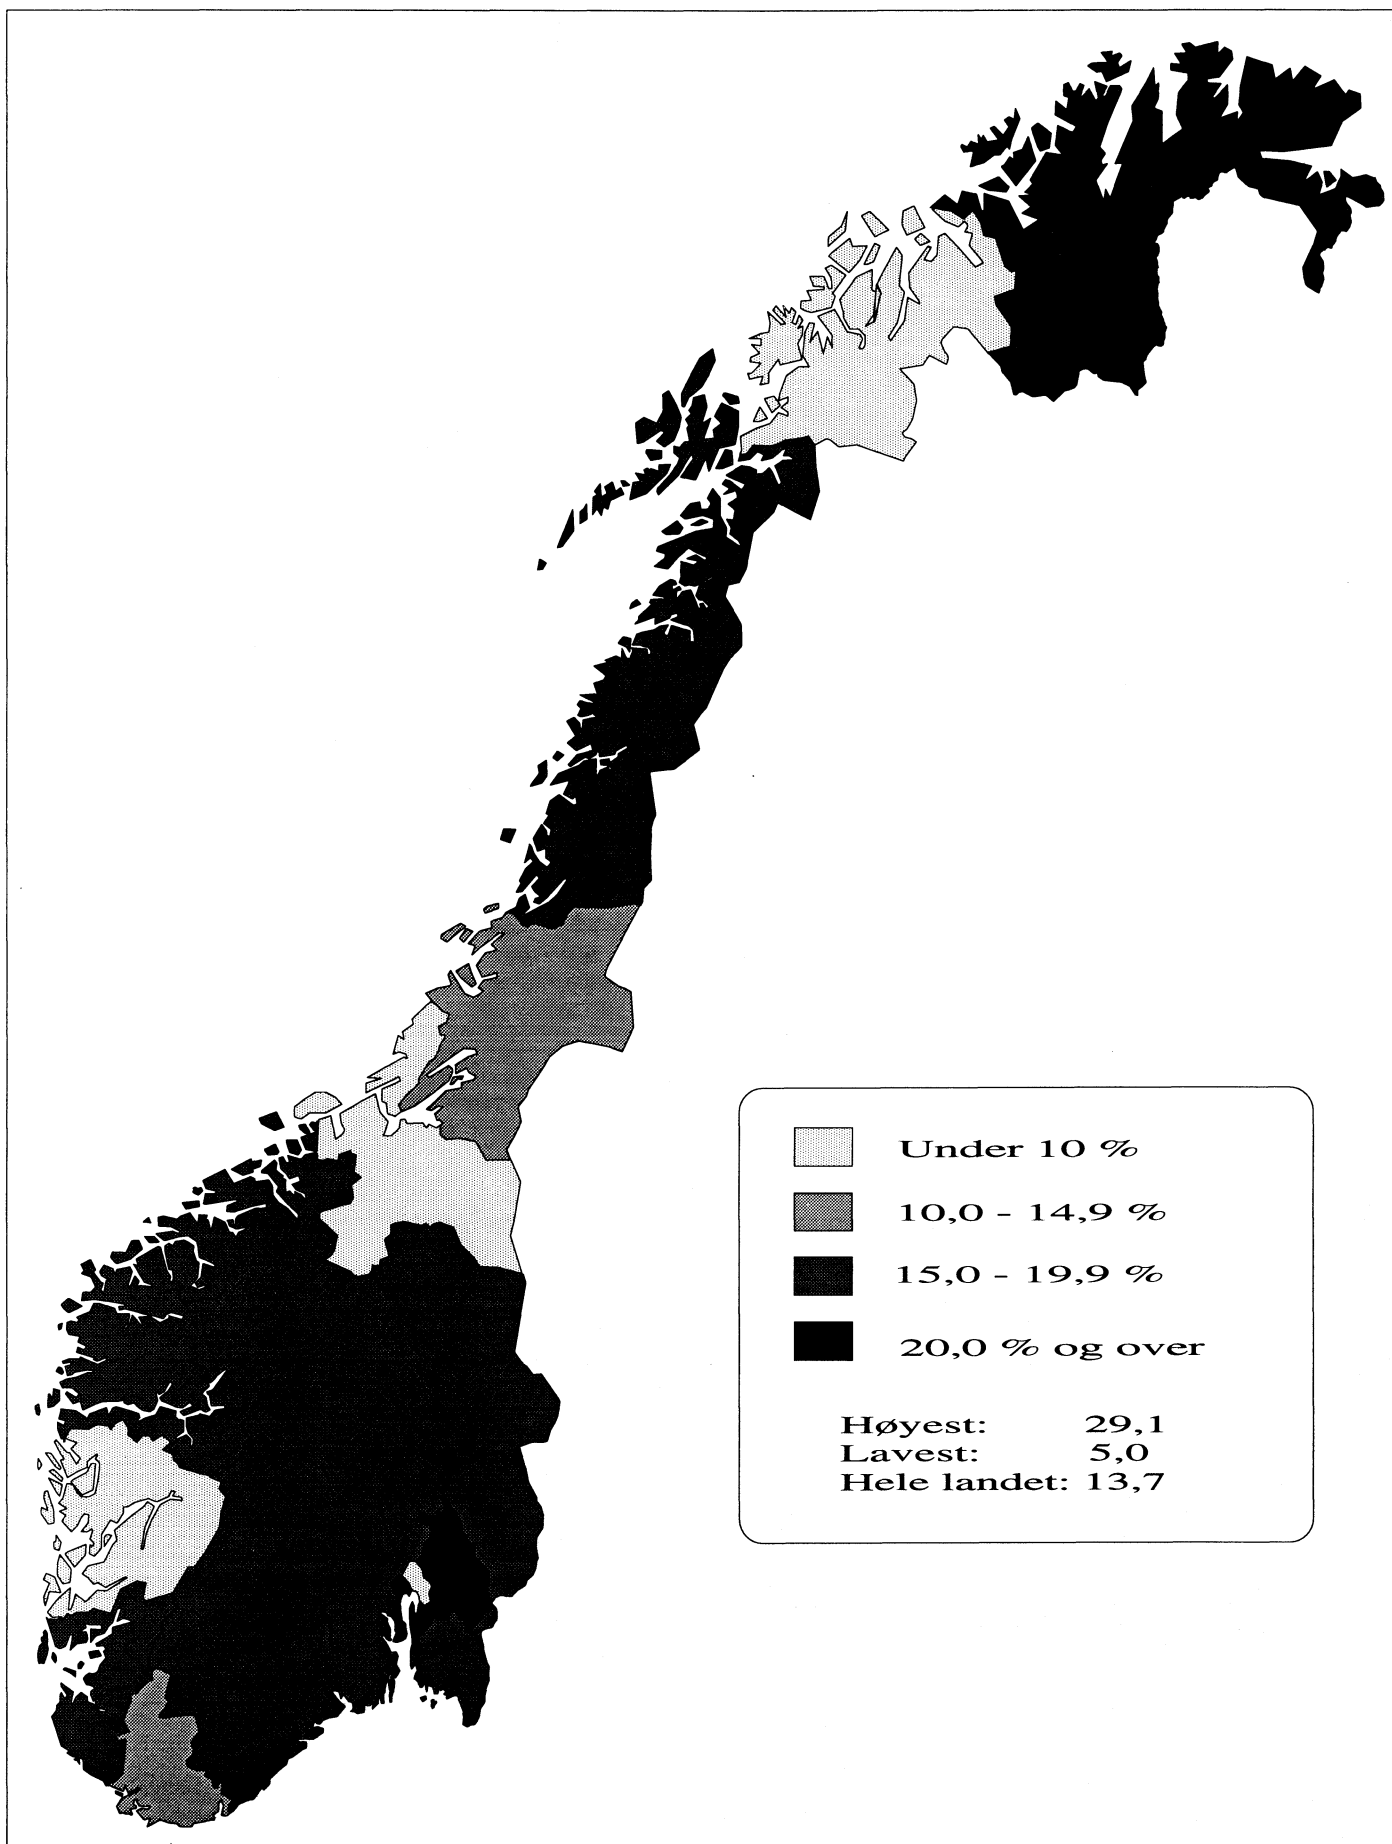 Under 10 %
10,0 - 14,9 %
15,0 - 19,9 %
20,0 % og over
Høyest: 29,1
Lavest: 5,0
Hele landet: 13,7